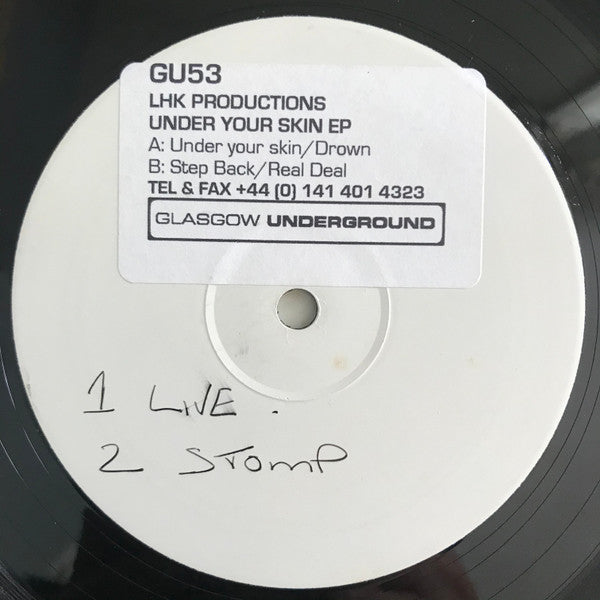 GU53
LHK PRODUCTIONS
UNDER YOUR SKIN EP
A: Under your skin/Drown
B: Step Back/Real Deal
TEL & FAX +44 (0) 141 401 4323
GLASGOW UNDERGROUND
1 LIVE .
2 STOMP